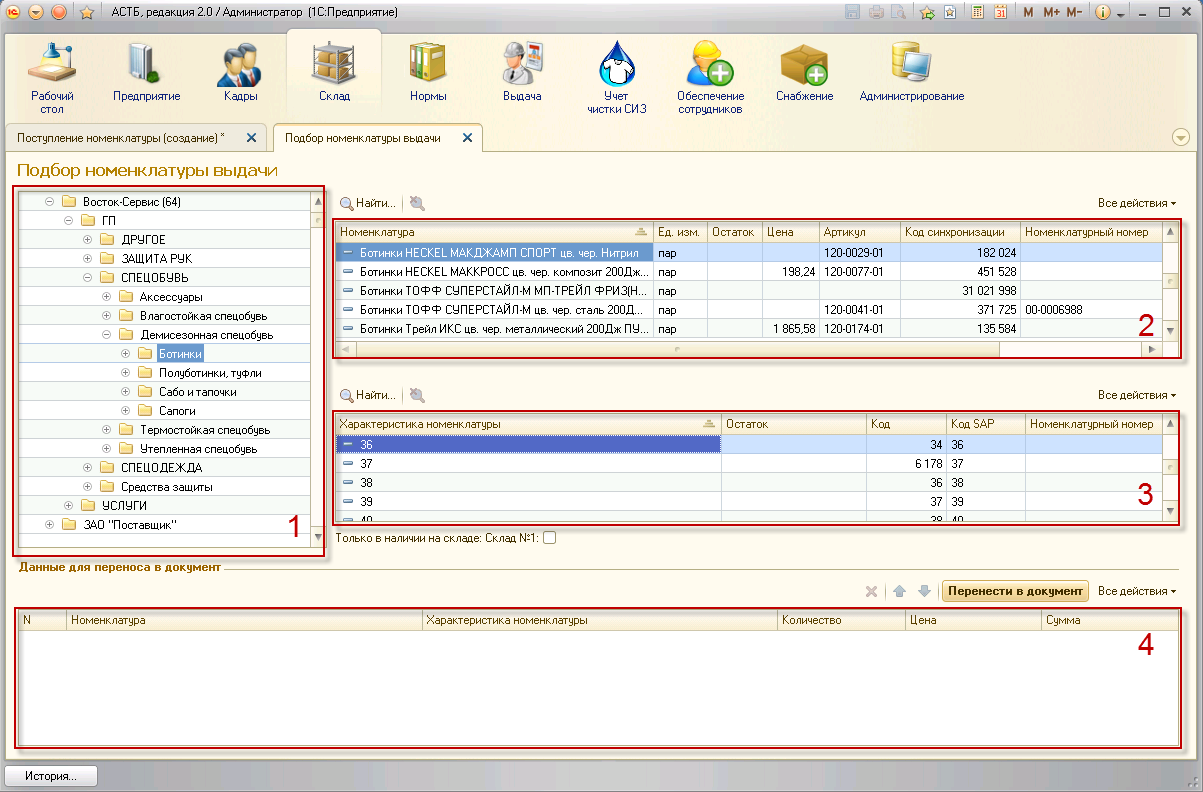 АСТБ, редакция 2.0 / Администратор (1С:Предприятие)
31 M M+ M-
Рабочий стол
Предприятие
Кадры
Склад
Нормы
Выдача
Учет чистки СИЗ
Обеспечение сотрудников
Снабжение
Администрирование
Поступление номенклатуры (создание) *
Подбор номенклатуры выдачи
Подбор номенклатуры выдачи
Восток-Сервис (64)
ГП
ДРУГОЕ
ЗАЩИТА РУК
СПЕЦОБУВЬ
Аксессуары
Влагостойкая спецобувь
Демисезонная спецобувь
Ботинки
Полуботинки, туфли
Сабо и тапочки
Сапоги
Термостойкая спецобувь
Утепленная спецобувь
СПЕЦОДЕЖДА
Средства защиты
УСЛУГИ
ЗАО "Поставщик"
1
Найти... Все действия
Номенклатура Ед. изм. Остаток Цена Артикул Код синхронизации Номенклатурный номер
Ботинки HECKEL МАКДЖАМП СПОРТ цв. чер. Нитрил пар 120-0029-01 182 024
Ботинки HECKEL МАККРОСС цв. чер. композит 200Дж... пар 198,24 120-0077-01 451 528
Ботинки ТОФФ СУПЕРСТАЙЛ-М МП-ТРЕЙЛ ФРИЗ(Н... пар 31 021 998
Ботинки ТОФФ СУПЕРСТАЙЛ-М цв. чер. сталь 200Д... пар 120-0041-01 371 725 00-0006988
Ботинки Трейл ИКС цв. чер. металлический 200Дж ПУ... пар 1 865,58 120-0174-01 135 584
2
Найти... Все действия
Характеристика номенклатуры Остаток Код Код SAP Номенклатурный номер
36 34 36
37 6 178 37
38 36 38
39 37 39
40 38 40
3
Только в наличии на складе: Склад №1:
Данные для переноса в документ
Перенести в документ Все действия
N Номенклатура Характеристика номенклатуры Количество Цена Сумма
4
История...